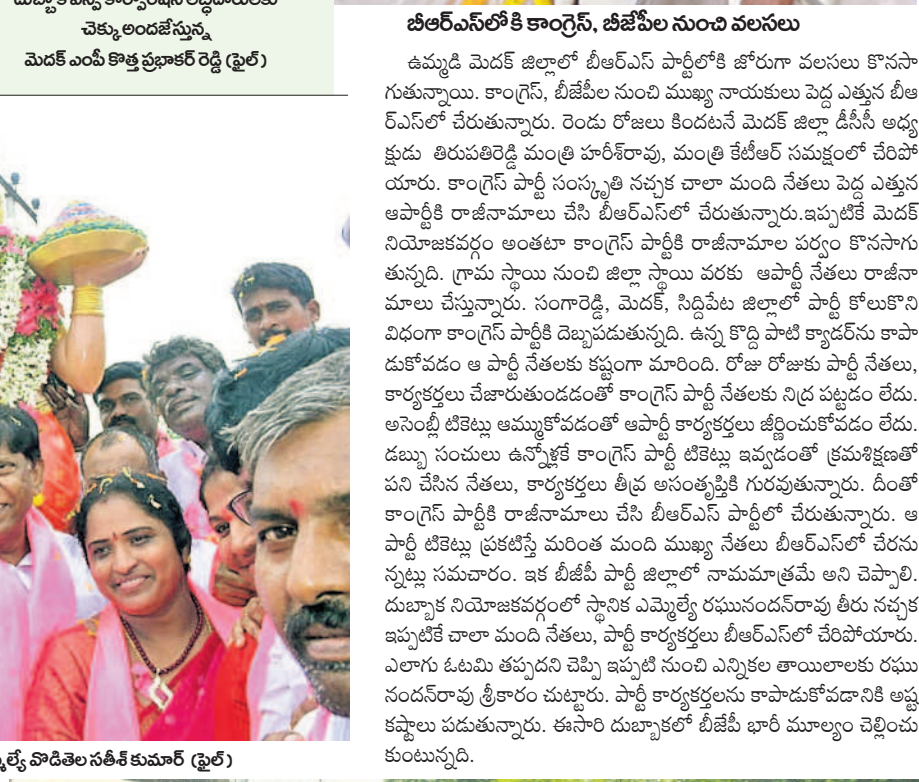 చెక్కు అందజేస్తున్న
మెదక్ ఎంపీ కొత్త ప్రభాకర్ రెడ్డి (ఫైల్)
బీఆర్ఎస్‌లోకి కాంగ్రెస్, బీజేపీల నుంచి వలసలు
ఉమ్మడి మెదక్ జిల్లాలో బీఆర్ఎస్ పార్టీలోకి జోరుగా వలసలు కొనసా
గుతున్నాయి. కాంగ్రెస్, బీజేపీల నుంచి ముఖ్య నాయకులు పెద్ద ఎత్తున బీఆ
ర్ఎస్‌లో చేరుతున్నారు. రెండు రోజలు కిందటనే మెదక్ జిల్లా డీసీసీ అధ్య
క్షుడు తిరుపతిరెడ్డి మంత్రి హరీశ్‌రావు, మంత్రి కేటీఆర్ సమక్షంలో చేరిపో
యారు. కాంగ్రెస్ పార్టీ సంస్కృతి నచ్చక చాలా మంది నేతలు పెద్ద ఎత్తున
ఆపార్టీకి రాజీనామాలు చేసి బీఆర్ఎస్‌లో చేరుతున్నారు.ఇప్పటికే మెదక్
నియోజకవర్గం అంతటా కాంగ్రెస్ పార్టీకి రాజీనామాల పర్వం కొనసాగు
తున్నది. గ్రామ స్థాయి నుంచి జిల్లా స్థాయి వరకు ఆపార్టీ నేతలు రాజీనా
మాలు చేస్తున్నారు. సంగారెడ్డి, మెదక్, సిద్దిపేట జిల్లాలో పార్టీ కోలుకొని
విధంగా కాంగ్రెస్ పార్టీకి దెబ్బపడుతున్నది. ఉన్న కొద్ది పాటి క్యాడర్‌ను కాపా
డుకోవడం ఆ పార్టీ నేతలకు కష్టంగా మారింది. రోజు రోజుకు పార్టీ నేతలు,
కార్యకర్తలు చేజారుతుండడంతో కాంగ్రెస్ పార్టీ నేతలకు నిద్ర పట్టడం లేదు.
అసెంబ్లీ టికెట్లు ఆమ్ముకోవడంతో ఆపార్టీ కార్యకర్తలు జీర్ణించుకోవడం లేదు.
డబ్బు సంచులు ఉన్నోళ్లకే కాంగ్రెస్ పార్టీ టికెట్లు ఇవ్వడంతో క్రమశిక్షణతో
పని చేసిన నేతలు, కార్యకర్తలు తీవ్ర అసంతృప్తికి గురవుతున్నారు. దీంతో
కాంగ్రెస్ పార్టీకి రాజీనామాలు చేసి బీఆర్ఎస్ పార్టీలో చేరుతున్నారు. ఆ
పార్టీ టికెట్లు ప్రకటిస్తే మరింత మంది ముఖ్య నేతలు బీఆర్ఎస్‌లో చేరను
న్నట్లు సమచారం. ఇక బీజీపీ పార్టీ జిల్లాలో నామమాత్రమే అని చెప్పాలి.
దుబ్బాక నియోజకవర్గంలో స్థానిక ఎమ్మెల్యే రఘునందన్‌రావు తీరు నచ్చక
ఇప్పటికే చాలా మంది నేతలు, పార్టీ కార్యకర్తలు బీఆర్ఎస్‌లో చేరిపోయారు.
ఎలాగు ఓటమి తప్పదని చెప్పి ఇప్పటి నుంచి ఎన్నికల తాయిలాలకు రఘు
నందన్‌రావు శ్రీకారం చుట్టారు. పార్టీ కార్యకర్తలను కాపాడుకోవడానికి అష్ట
కష్టాలు పడుతున్నారు. ఈసారి దుబ్బాకలో బీజేపీ భారీ మూల్యం చెల్లించు
కుంటున్నది.
వొడితెల సతీశ్ కుమార్ (ఫైల్)